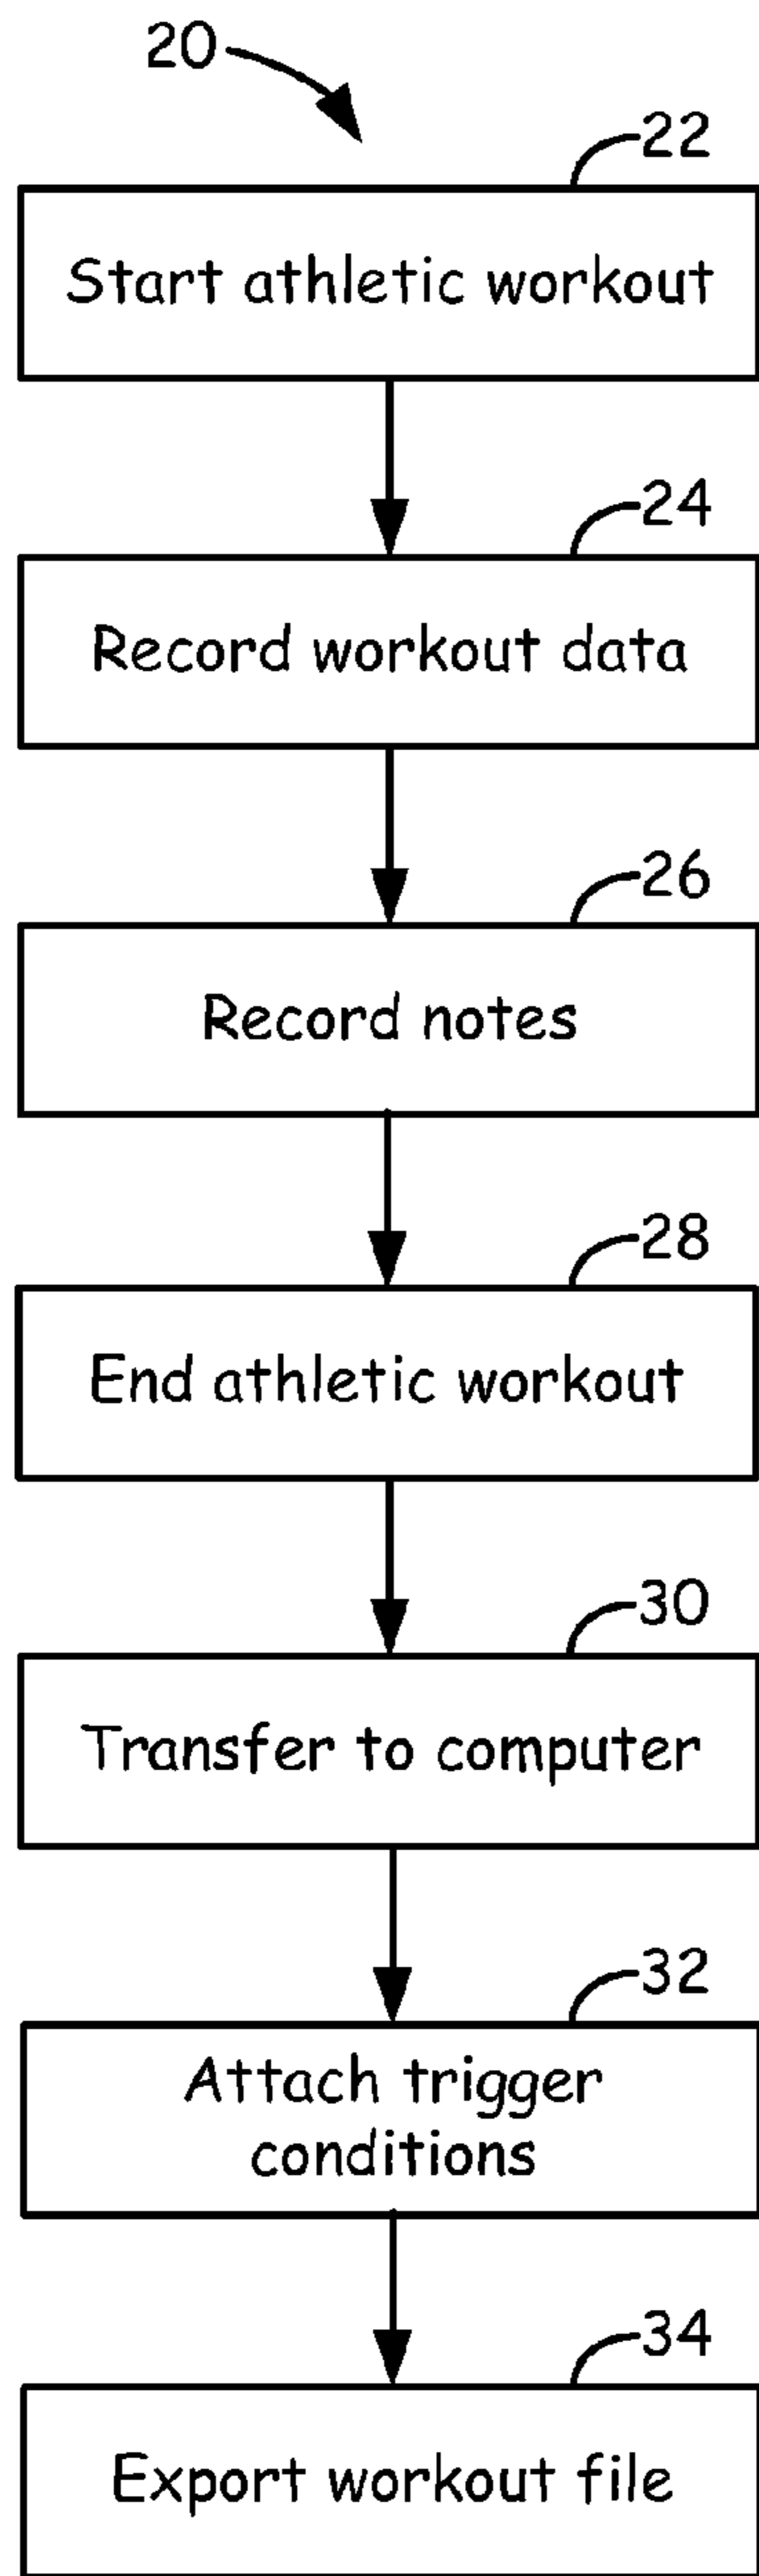 20
22
Start athletic workout
24
Record workout data
26
Record notes
28
End athletic workout
30
Transfer to computer
32
Attach trigger
conditions
34
Export workout file